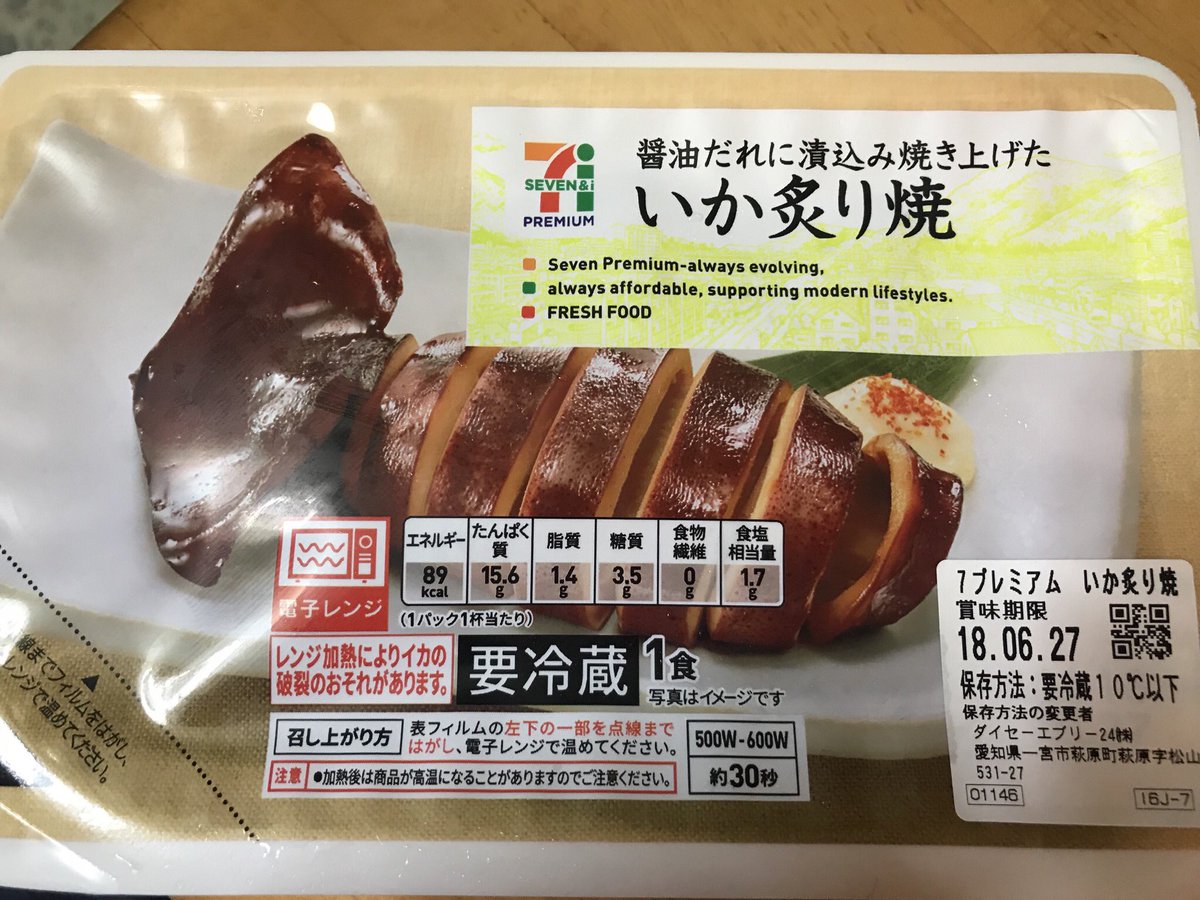 醤油だれに漬込み焼き上げた
いか炙り焼
7i
SEVEN&i
PREMIUM
Seven Premium-always evolving,
always affordable, supporting modern lifestyles.
FRESH FOOD
エネルギー たんぱく質 脂質 糖質 食物繊維 食塩相当量
89kcal 15.6g 1.4g 3.5g 0g 1.7g
(1パック1杯当たり)
電子レンジ
レンジ加熱によりイカの
破裂のおそれがあります。
要冷蔵
1食
写真はイメージです
召し上がり方
表フィルムの左下の一部を点線まで
はがし、電子レンジで温めてください。
500W-600W
約30秒
注意 ●加熱後は商品が高温になることがありますのでご注意ください。
線までフィルムをはがし、
レンジで温めてください。
7プレミアム いか炙り焼
賞味期限
18.06.27
保存方法:要冷蔵10℃以下
保存方法の変更者
ダイセーエブリー24㈱
愛知県一宮市萩原町萩原字松山
531-27
01146
16J-7